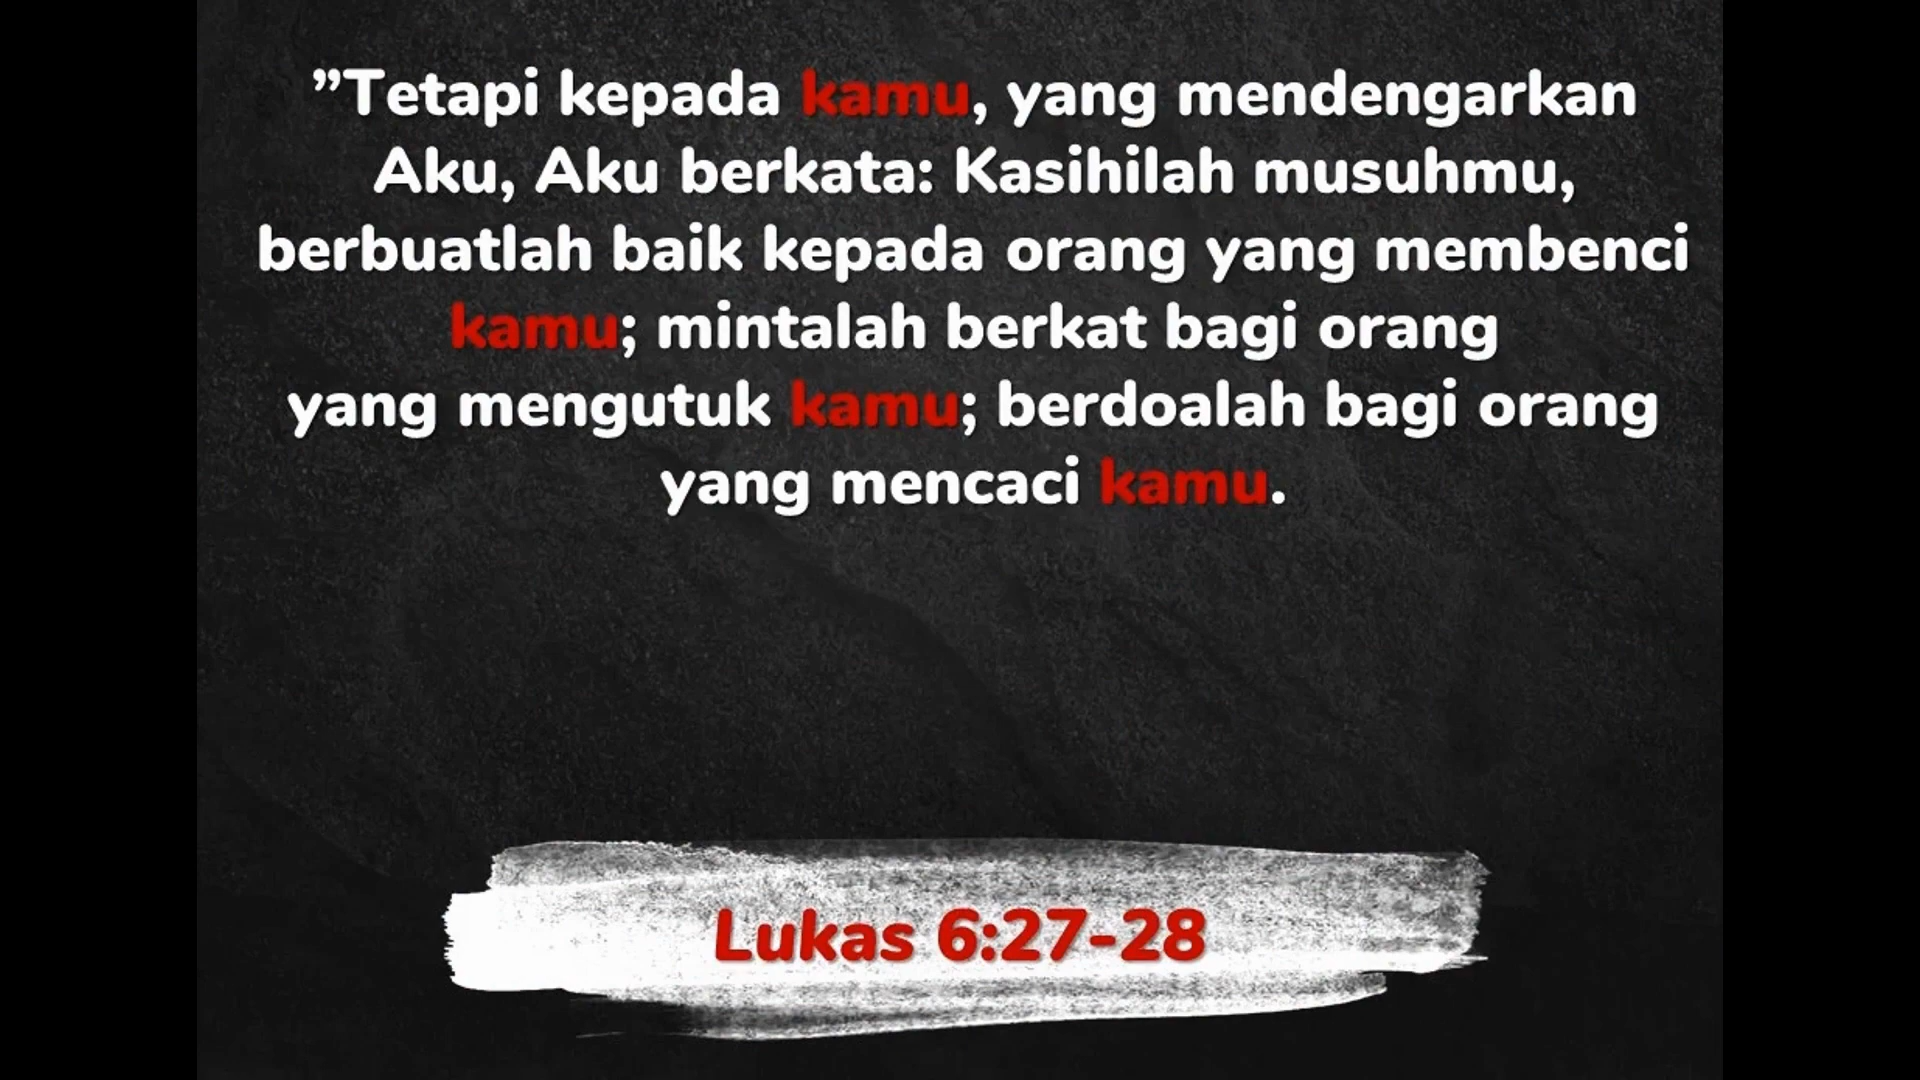 ”Tetapi kepada kamu, yang mendengarkan
Aku, Aku berkata: Kasihilah musuhmu,
berbuatlah baik kepada orang yang membenci
kamu; mintalah berkat bagi orang
yang mengutuk kamu; berdoalah bagi orang
yang mencaci kamu.
Lukas 6:27-28